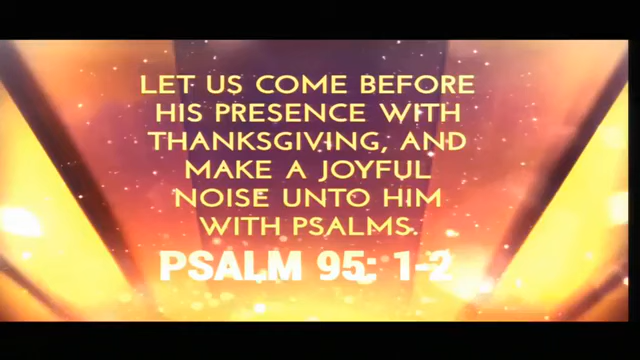 LET US COME BEFORE
HIS PRESENCE WITH
THANKSGIVING, AND
MAKE A JOYFUL
NOISE UNTO HIM
WITH PSALMS.
PSALM 95: 1-2